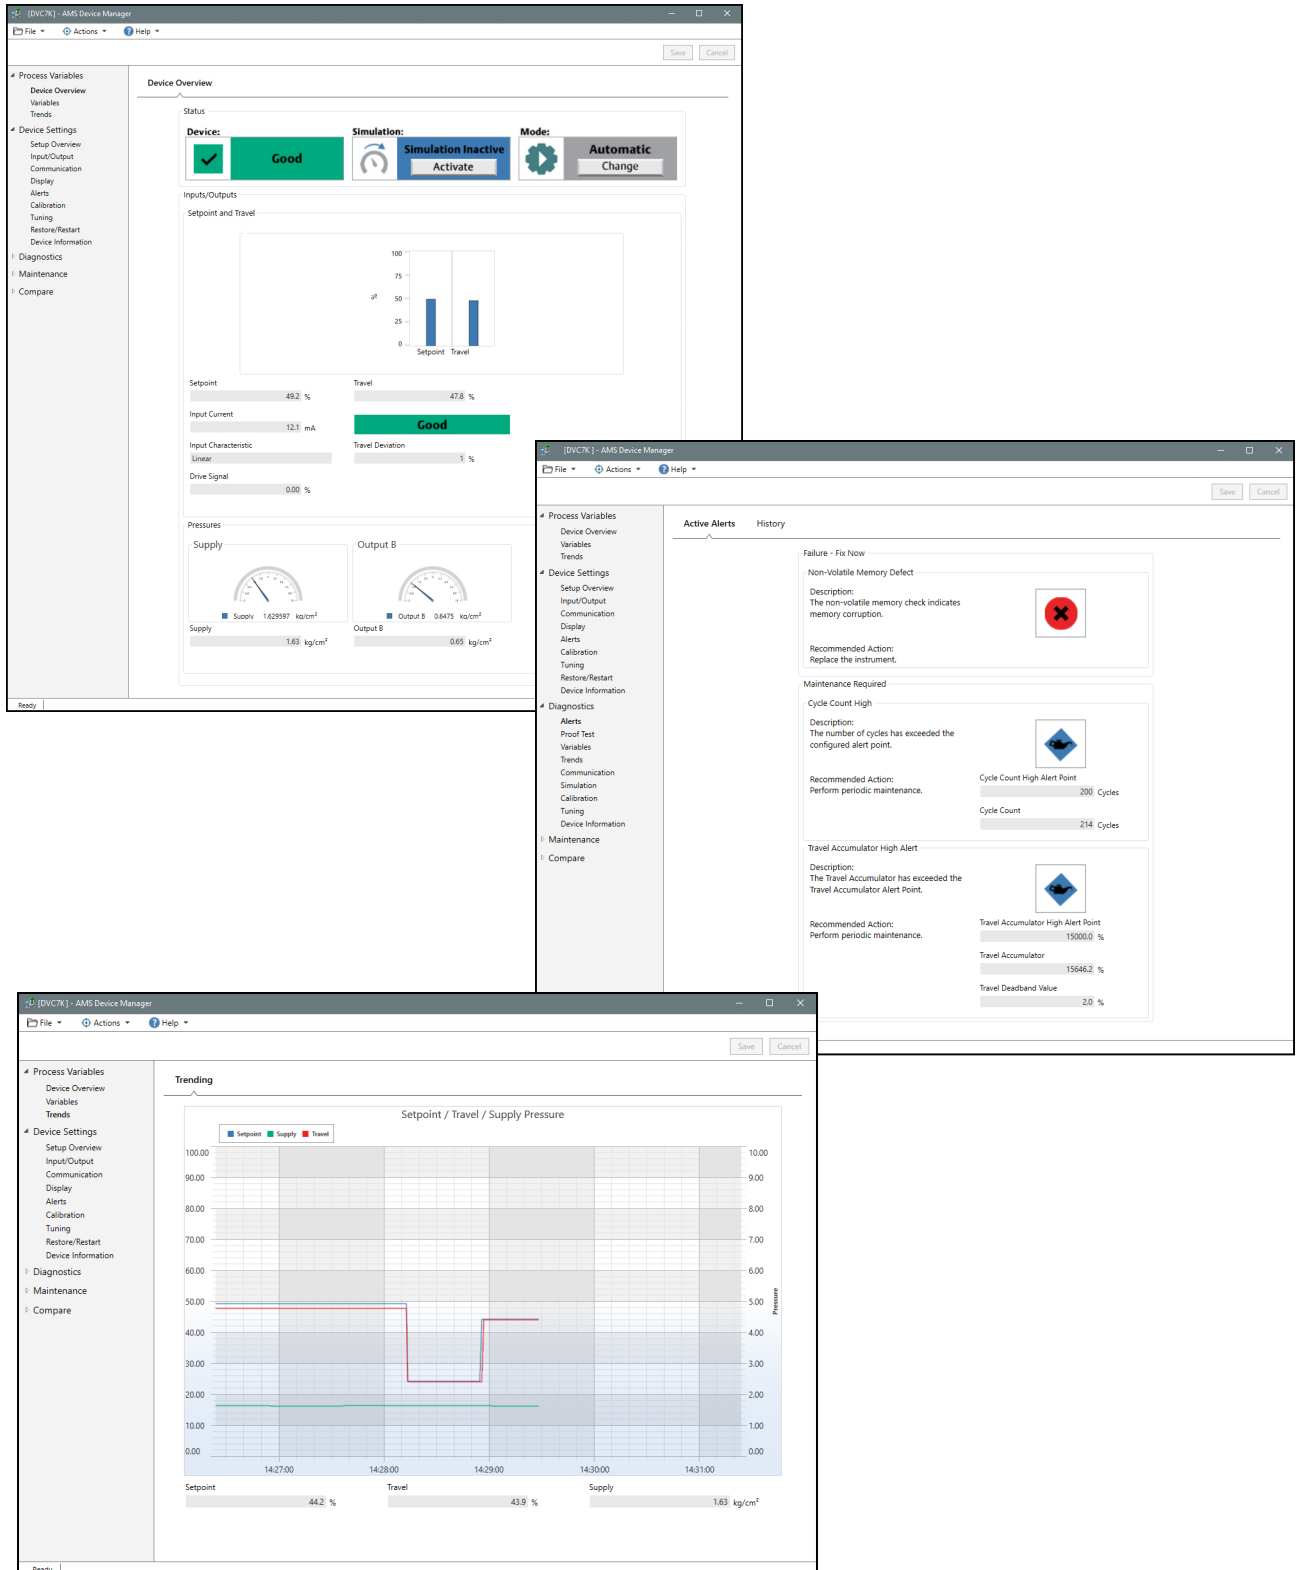 [DVC7K] - AMS Device Manager
File Actions Help
Save Cancel
Process Variables
Device Overview
Variables
Trends
Device Settings
Setup Overview
Input/Output
Communication
Display
Alerts
Calibration
Tuning
Restore/Restart
Device Information
Diagnostics
Maintenance
Compare
Device Overview
Status
Device: Simulation: Mode:
Good
Simulation Inactive
Activate
Automatic
Change
Inputs/Outputs
Setpoint and Travel
100
75
50
25
0
%
Setpoint Travel
Setpoint
49.2 %
Travel
47.8 %
Input Current
12.1 mA
Good
Input Characteristic
Linear
Travel Deviation
1 %
Drive Signal
0.00 %
Pressures
Supply
Supply 1.629597 kg/cm²
Supply
1.63 kg/cm²
Output B
Output B 0.6475 kg/cm²
Output B
0.65 kg/cm²
Ready
[DVC7K ] - AMS Device Manager
File Actions Help
Save Cancel
Process Variables
Device Overview
Variables
Trends
Device Settings
Setup Overview
Input/Output
Communication
Display
Alerts
Calibration
Tuning
Restore/Restart
Device Information
Diagnostics
Alerts
Proof Test
Variables
Trends
Communication
Simulation
Calibration
Tuning
Device Information
Maintenance
Compare
Active Alerts History
Failure - Fix Now
Non-Volatile Memory Defect
Description:
The non-volatile memory check indicates
memory corruption.
Recommended Action:
Replace the instrument.
Maintenance Required
Cycle Count High
Description:
The number of cycles has exceeded the
configured alert point.
Recommended Action:
Perform periodic maintenance.
Cycle Count High Alert Point
200 Cycles
Cycle Count
214 Cycles
Travel Accumulator High Alert
Description:
The Travel Accumulator has exceeded the
Travel Accumulator Alert Point.
Recommended Action:
Perform periodic maintenance.
Travel Accumulator High Alert Point
15000.0 %
Travel Accumulator
15646.2 %
Travel Deadband Value
2.0 %
[DVC7K ] - AMS Device Manager
File Actions Help
Save Cancel
Process Variables
Device Overview
Variables
Trends
Device Settings
Setup Overview
Input/Output
Communication
Display
Alerts
Calibration
Tuning
Restore/Restart
Device Information
Diagnostics
Maintenance
Compare
Trending
Setpoint / Travel / Supply Pressure
Setpoint Supply Travel
100.00 10.00
90.00 9.00
80.00 8.00
70.00 7.00
60.00 6.00
50.00 5.00
40.00 4.00
30.00 3.00
20.00 2.00
10.00 1.00
0.00 0.00
Pressure
14:27:00 14:28:00 14:29:00 14:30:00 14:31:00
Setpoint
44.2 %
Travel
43.9 %
Supply
1.63 kg/cm²
Ready